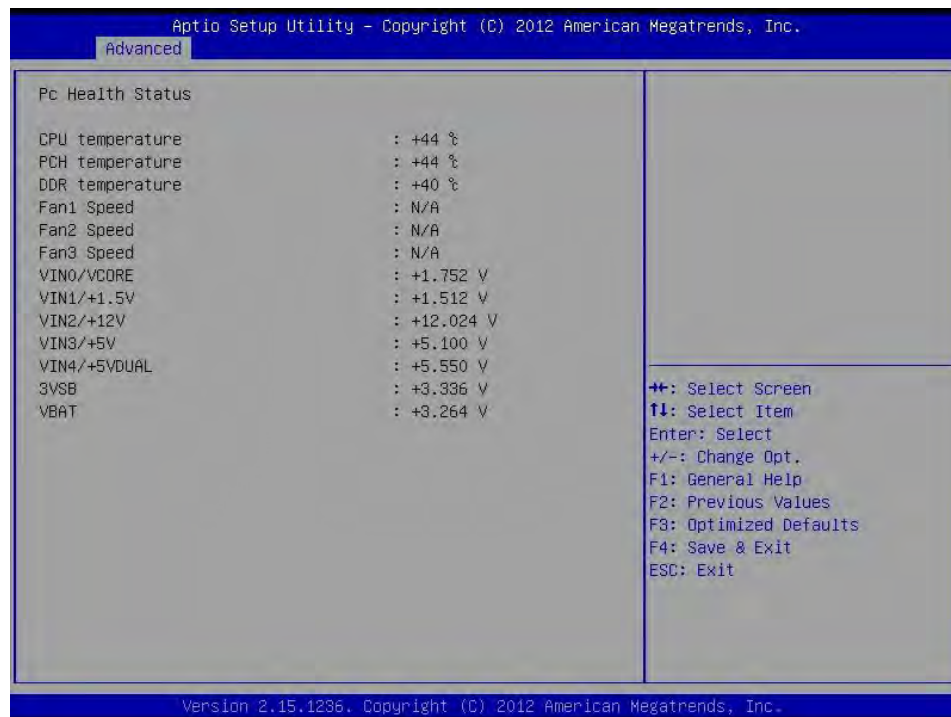 Aptio Setup Utility – Copyright (C) 2012 American Megatrends, Inc.
Advanced
Pc Health Status
CPU temperature : +44 ℃
PCH temperature : +44 ℃
DDR temperature : +40 ℃
Fan1 Speed : N/A
Fan2 Speed : N/A
Fan3 Speed : N/A
VIN0/VCORE : +1.752 V
VIN1/+1.5V : +1.512 V
VIN2/+12V : +12.024 V
VIN3/+5V : +5.100 V
VIN4/+5VDUAL : +5.550 V
3VSB : +3.336 V
VBAT : +3.264 V
→←: Select Screen
↑↓: Select Item
Enter: Select
+/-: Change Opt.
F1: General Help
F2: Previous Values
F3: Optimized Defaults
F4: Save & Exit
ESC: Exit
Version 2.15.1236. Copyright (C) 2012 American Megatrends, Inc.